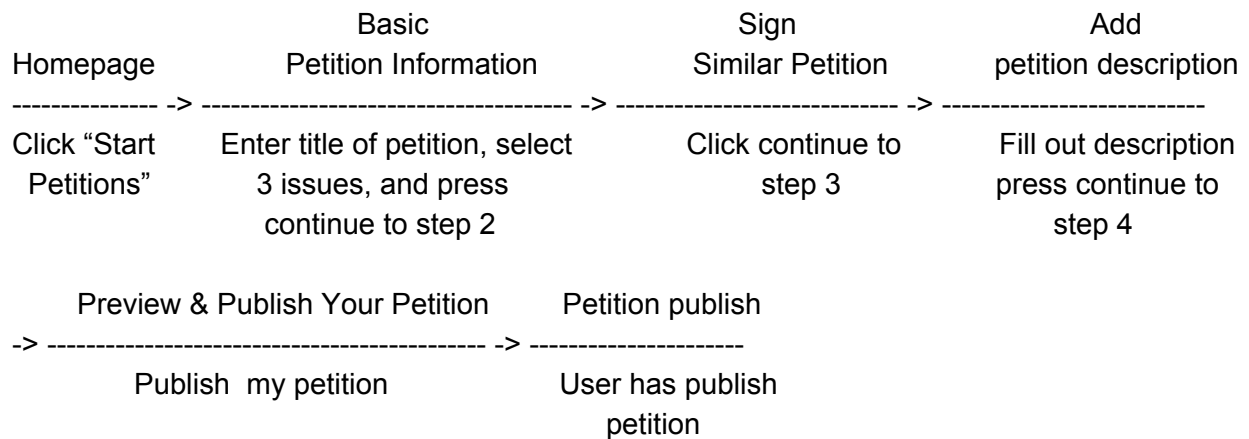 Basic Sign Add
Homepage Petition Information Similar Petition petition description
--------------- -> -------------------------------------- -> ----------------------------- -> ---------------------------
Click “Start Enter title of petition, select Click continue to Fill out description
Petitions” 3 issues, and press step 3 press continue to
continue to step 2 step 4
Preview & Publish Your Petition Petition publish
-> --------------------------------------------- -> ----------------------
Publish my petition User has publish
petition